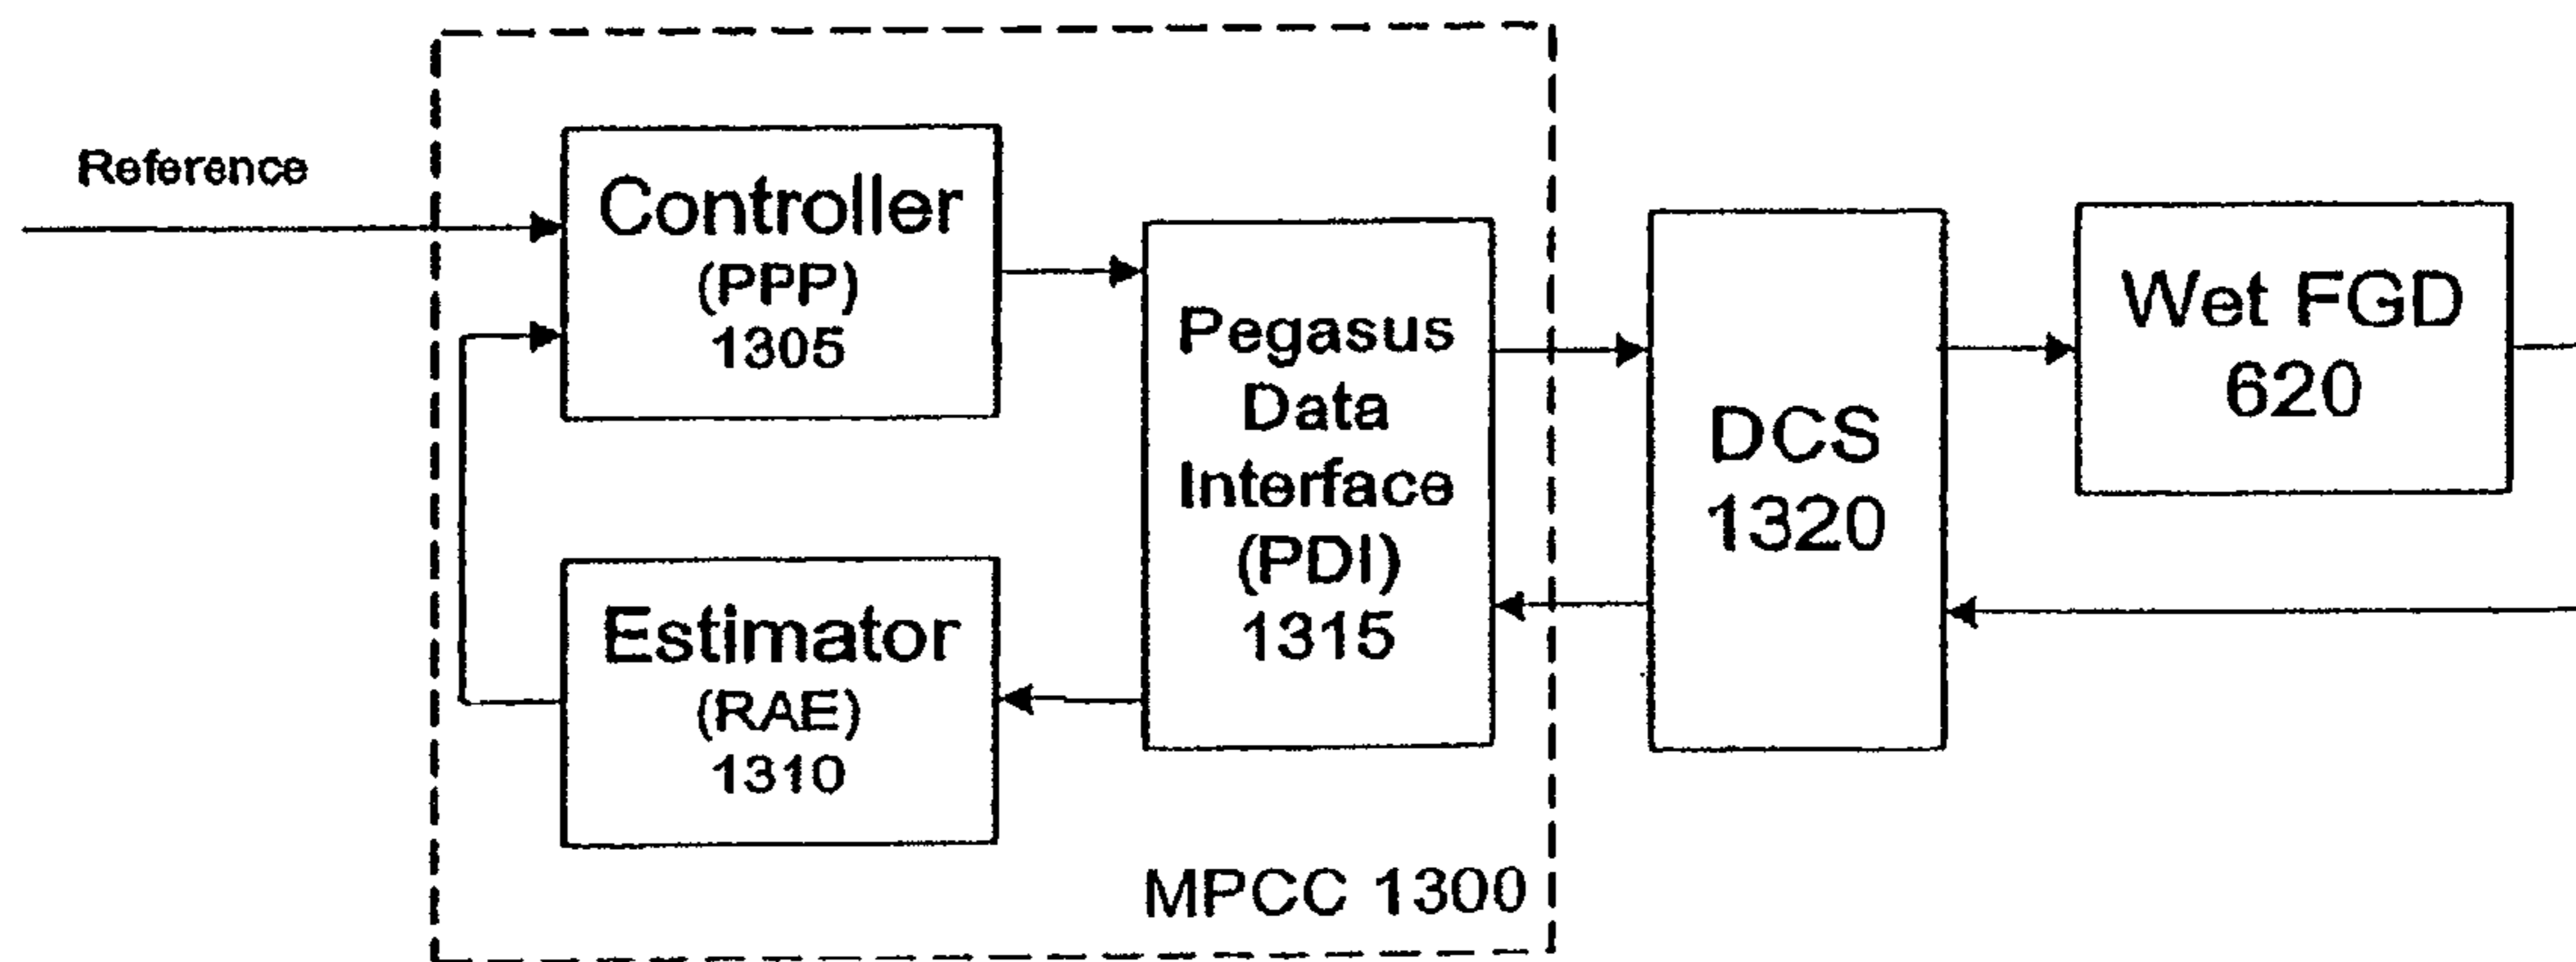 Reference
Controller
(PPP)
1305
Pegasus
Data
Interface
(PDI)
1315
DCS
1320
Wet FGD
620
Estimator
(RAE)
1310
MPCC 1300